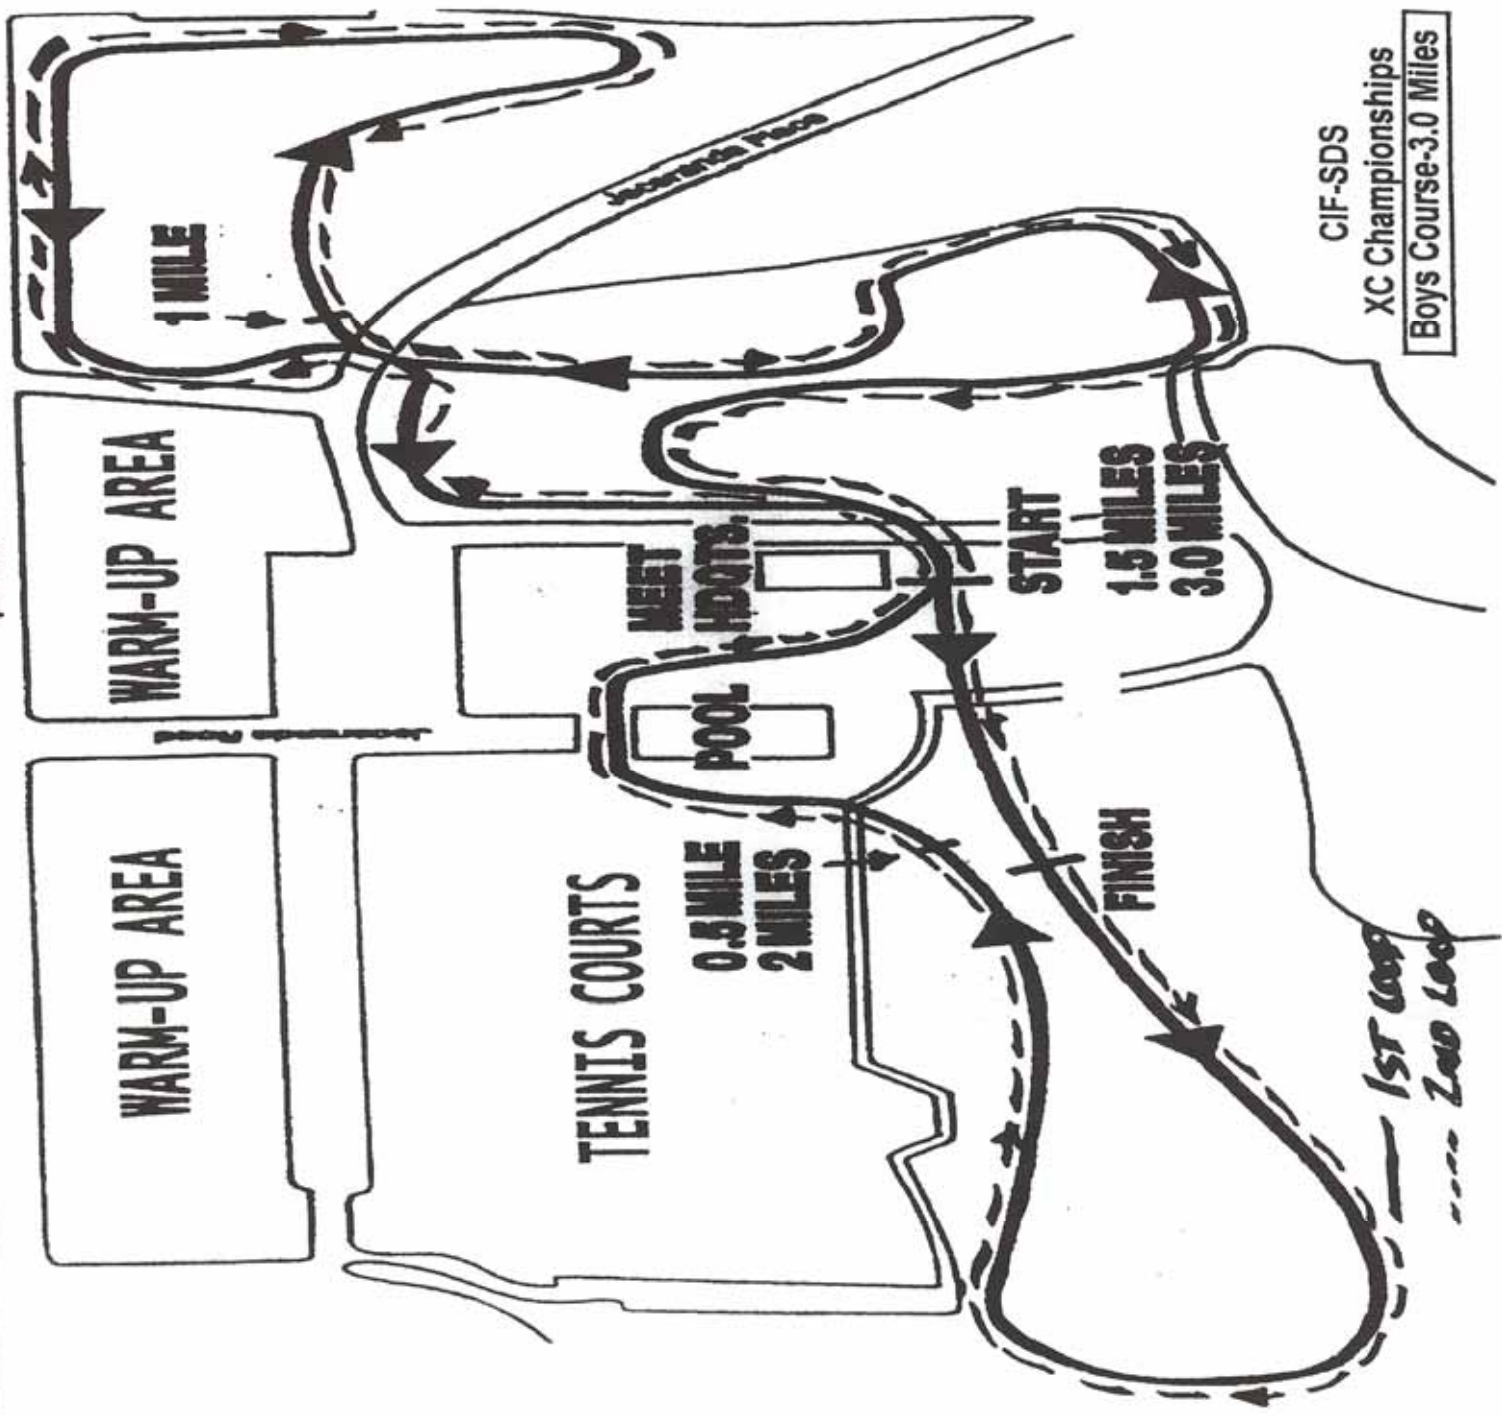 CIF-SDS
XC Championships
Boys Course-3.0 Miles
1 MILE
Jacaranda Place
WARM-UP AREA
MEET
HDQTS.
START
1.5 MILES
3.0 MILES
Jacaranda Road
POOL
WARM-UP AREA
TENNIS COURTS
0.5 MILE
2 MILES
FINISH
1ST LOOP
2ND LOOP